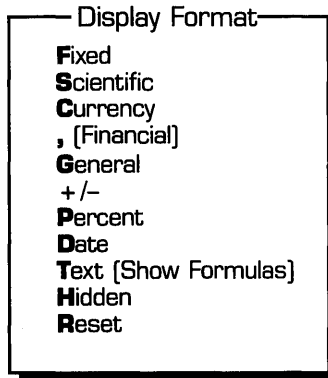 Display Format
Fixed
Scientific
Currency
, (Financial)
General
+/–
Percent
Date
Text (Show Formulas)
Hidden
Reset